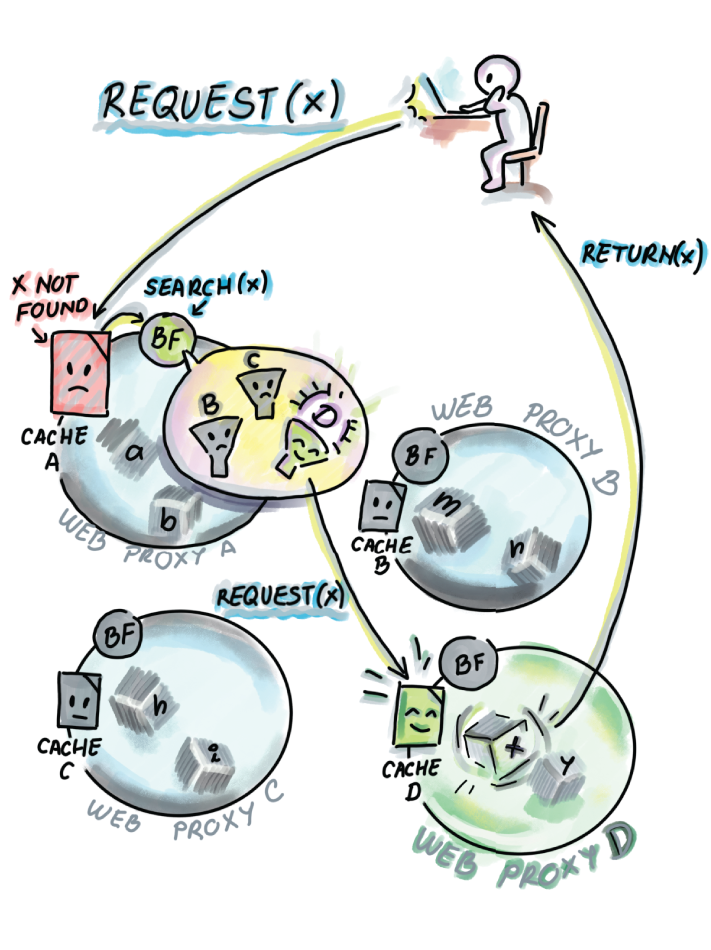 REQUEST(x)
RETURN(x)
X NOT
FOUND
SEARCH(x)
BF
C
B
D
CACHE
A
a
b
WEB PROXY A
WEB PROXY B
BF
m
n
CACHE
B
REQUEST(x)
BF
h
i
CACHE
C
WEB PROXY C
BF
x
y
CACHE
D
WEB PROXY D